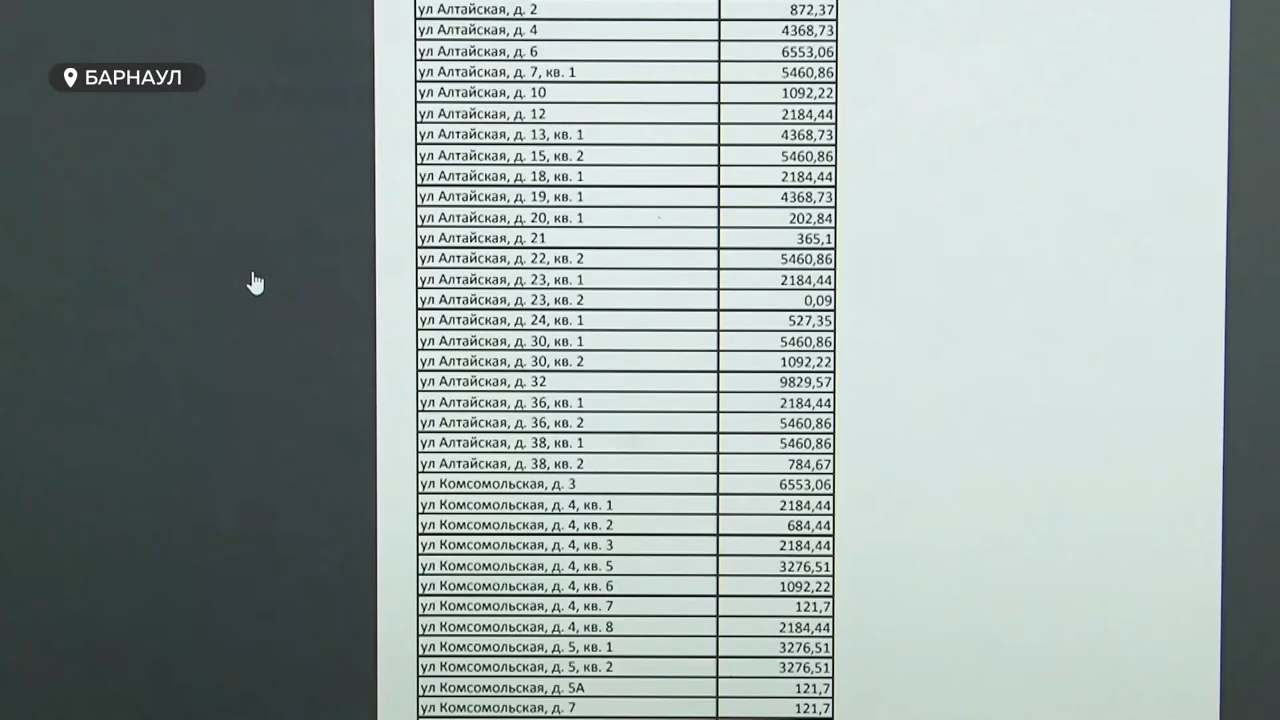 БАРНАУЛ
ул Алтайская, д. 2 872,37
ул Алтайская, д. 4 4368,73
ул Алтайская, д. 6 6553,06
ул Алтайская, д. 7, кв. 1 5460,86
ул Алтайская, д. 10 1092,22
ул Алтайская, д. 12 2184,44
ул Алтайская, д. 13, кв. 1 4368,73
ул Алтайская, д. 15, кв. 2 5460,86
ул Алтайская, д. 18, кв. 1 2184,44
ул Алтайская, д. 19, кв. 1 4368,73
ул Алтайская, д. 20, кв. 1 202,84
ул Алтайская, д. 21 365,1
ул Алтайская, д. 22, кв. 2 5460,86
ул Алтайская, д. 23, кв. 1 2184,44
ул Алтайская, д. 23, кв. 2 0,09
ул Алтайская, д. 24, кв. 1 527,35
ул Алтайская, д. 30, кв. 1 5460,86
ул Алтайская, д. 30, кв. 2 1092,22
ул Алтайская, д. 32 9829,57
ул Алтайская, д. 36, кв. 1 2184,44
ул Алтайская, д. 36, кв. 2 5460,86
ул Алтайская, д. 38, кв. 1 5460,86
ул Алтайская, д. 38, кв. 2 784,67
ул Комсомольская, д. 3 6553,06
ул Комсомольская, д. 4, кв. 1 2184,44
ул Комсомольская, д. 4, кв. 2 684,44
ул Комсомольская, д. 4, кв. 3 2184,44
ул Комсомольская, д. 4, кв. 5 3276,51
ул Комсомольская, д. 4, кв. 6 1092,22
ул Комсомольская, д. 4, кв. 7 121,7
ул Комсомольская, д. 4, кв. 8 2184,44
ул Комсомольская, д. 5, кв. 1 3276,51
ул Комсомольская, д. 5, кв. 2 3276,51
ул Комсомольская, д. 5А 121,7
ул Комсомольская, д. 7 121,7